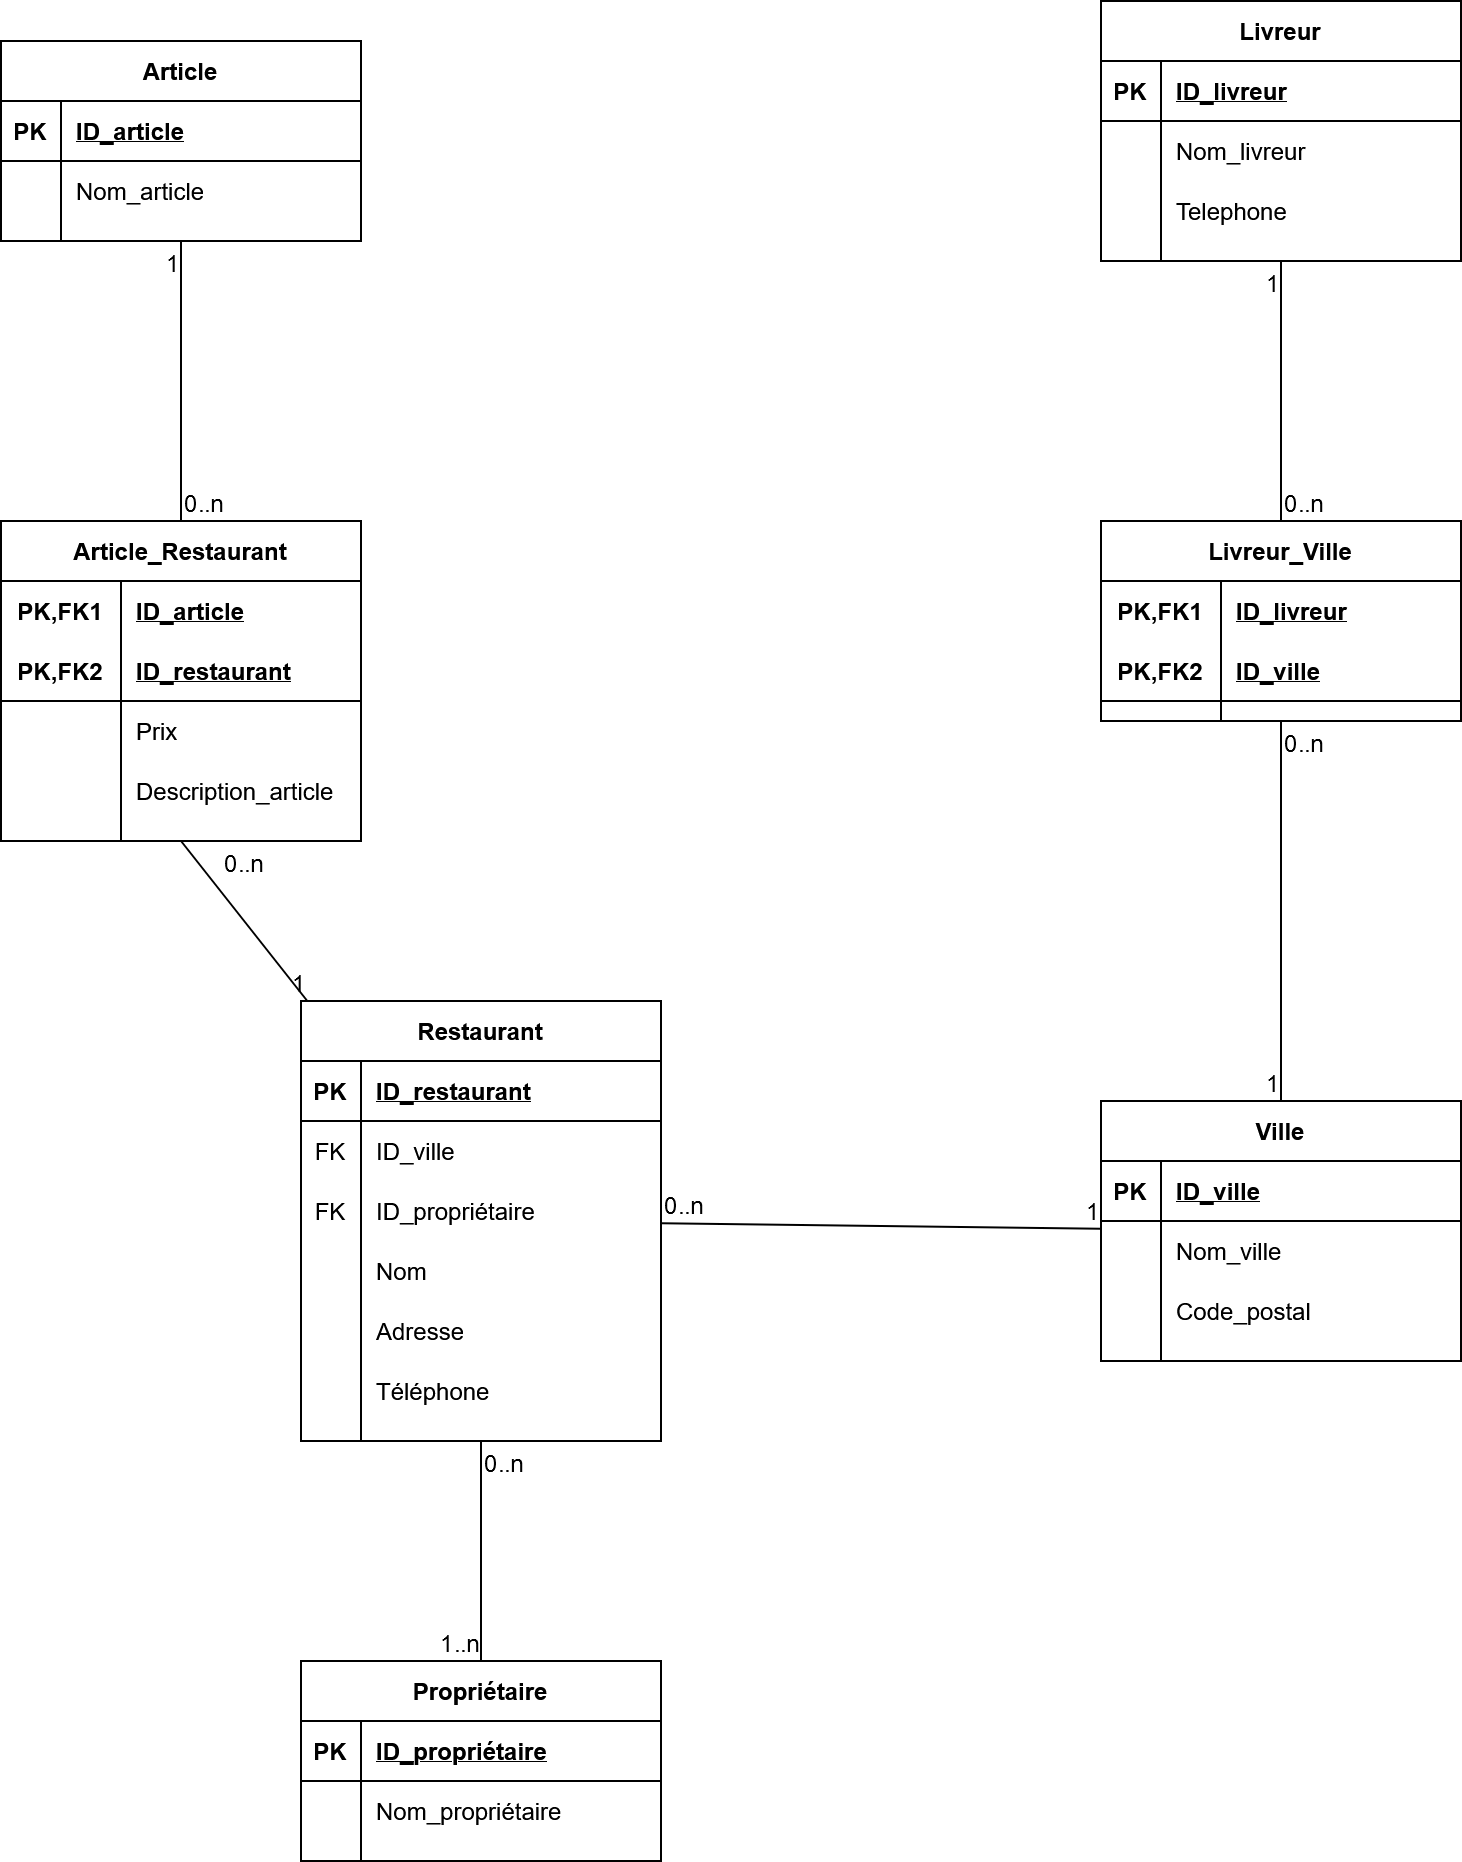 Article
PK ID_article
Nom_article
1
0..n
Article_Restaurant
PK,FK1 ID_article
PK,FK2 ID_restaurant
Prix
Description_article
0..n
1
Restaurant
PK ID_restaurant
FK ID_ville
FK ID_propriétaire
Nom
Adresse
Téléphone
0..n
1..n
Propriétaire
PK ID_propriétaire
Nom_propriétaire
0..n
1
Livreur
PK ID_livreur
Nom_livreur
Telephone
1
0..n
Livreur_Ville
PK,FK1 ID_livreur
PK,FK2 ID_ville
0..n
1
Ville
PK ID_ville
Nom_ville
Code_postal